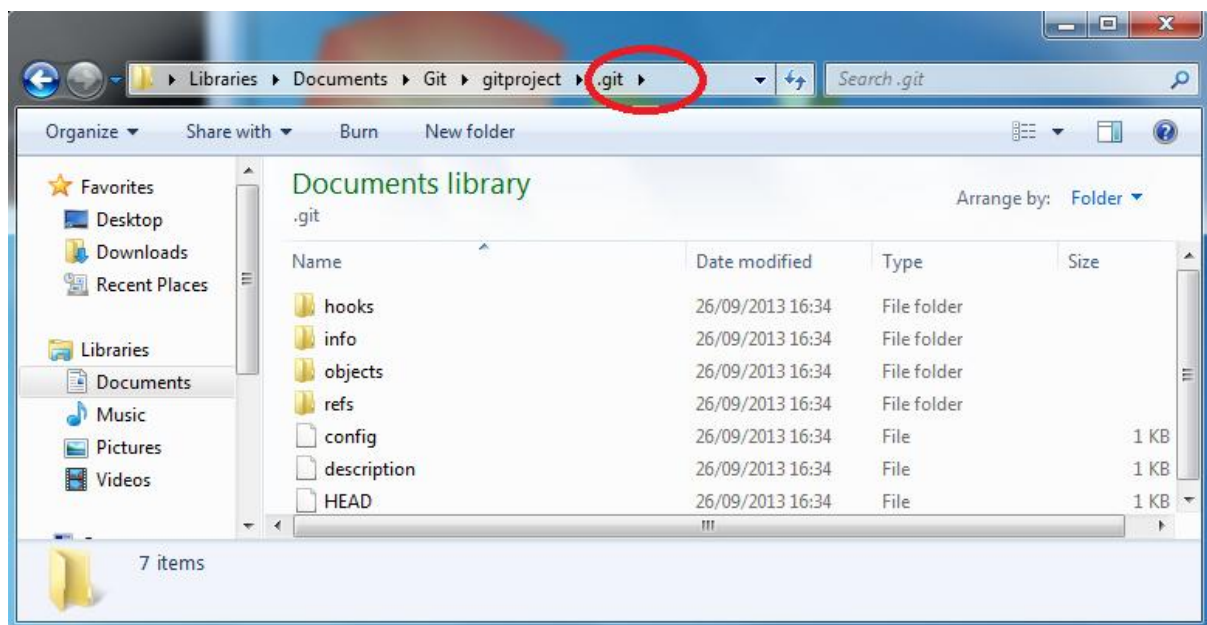 Libraries Documents Git gitproject .git Search .git
Organize Share with Burn New folder
Favorites
Desktop
Downloads
Recent Places
Libraries
Documents
Music
Pictures
Videos
Documents library
.git
Arrange by: Folder
Name Date modified Type Size
hooks 26/09/2013 16:34 File folder
info 26/09/2013 16:34 File folder
objects 26/09/2013 16:34 File folder
refs 26/09/2013 16:34 File folder
config 26/09/2013 16:34 File 1 KB
description 26/09/2013 16:34 File 1 KB
HEAD 26/09/2013 16:34 File 1 KB
7 items